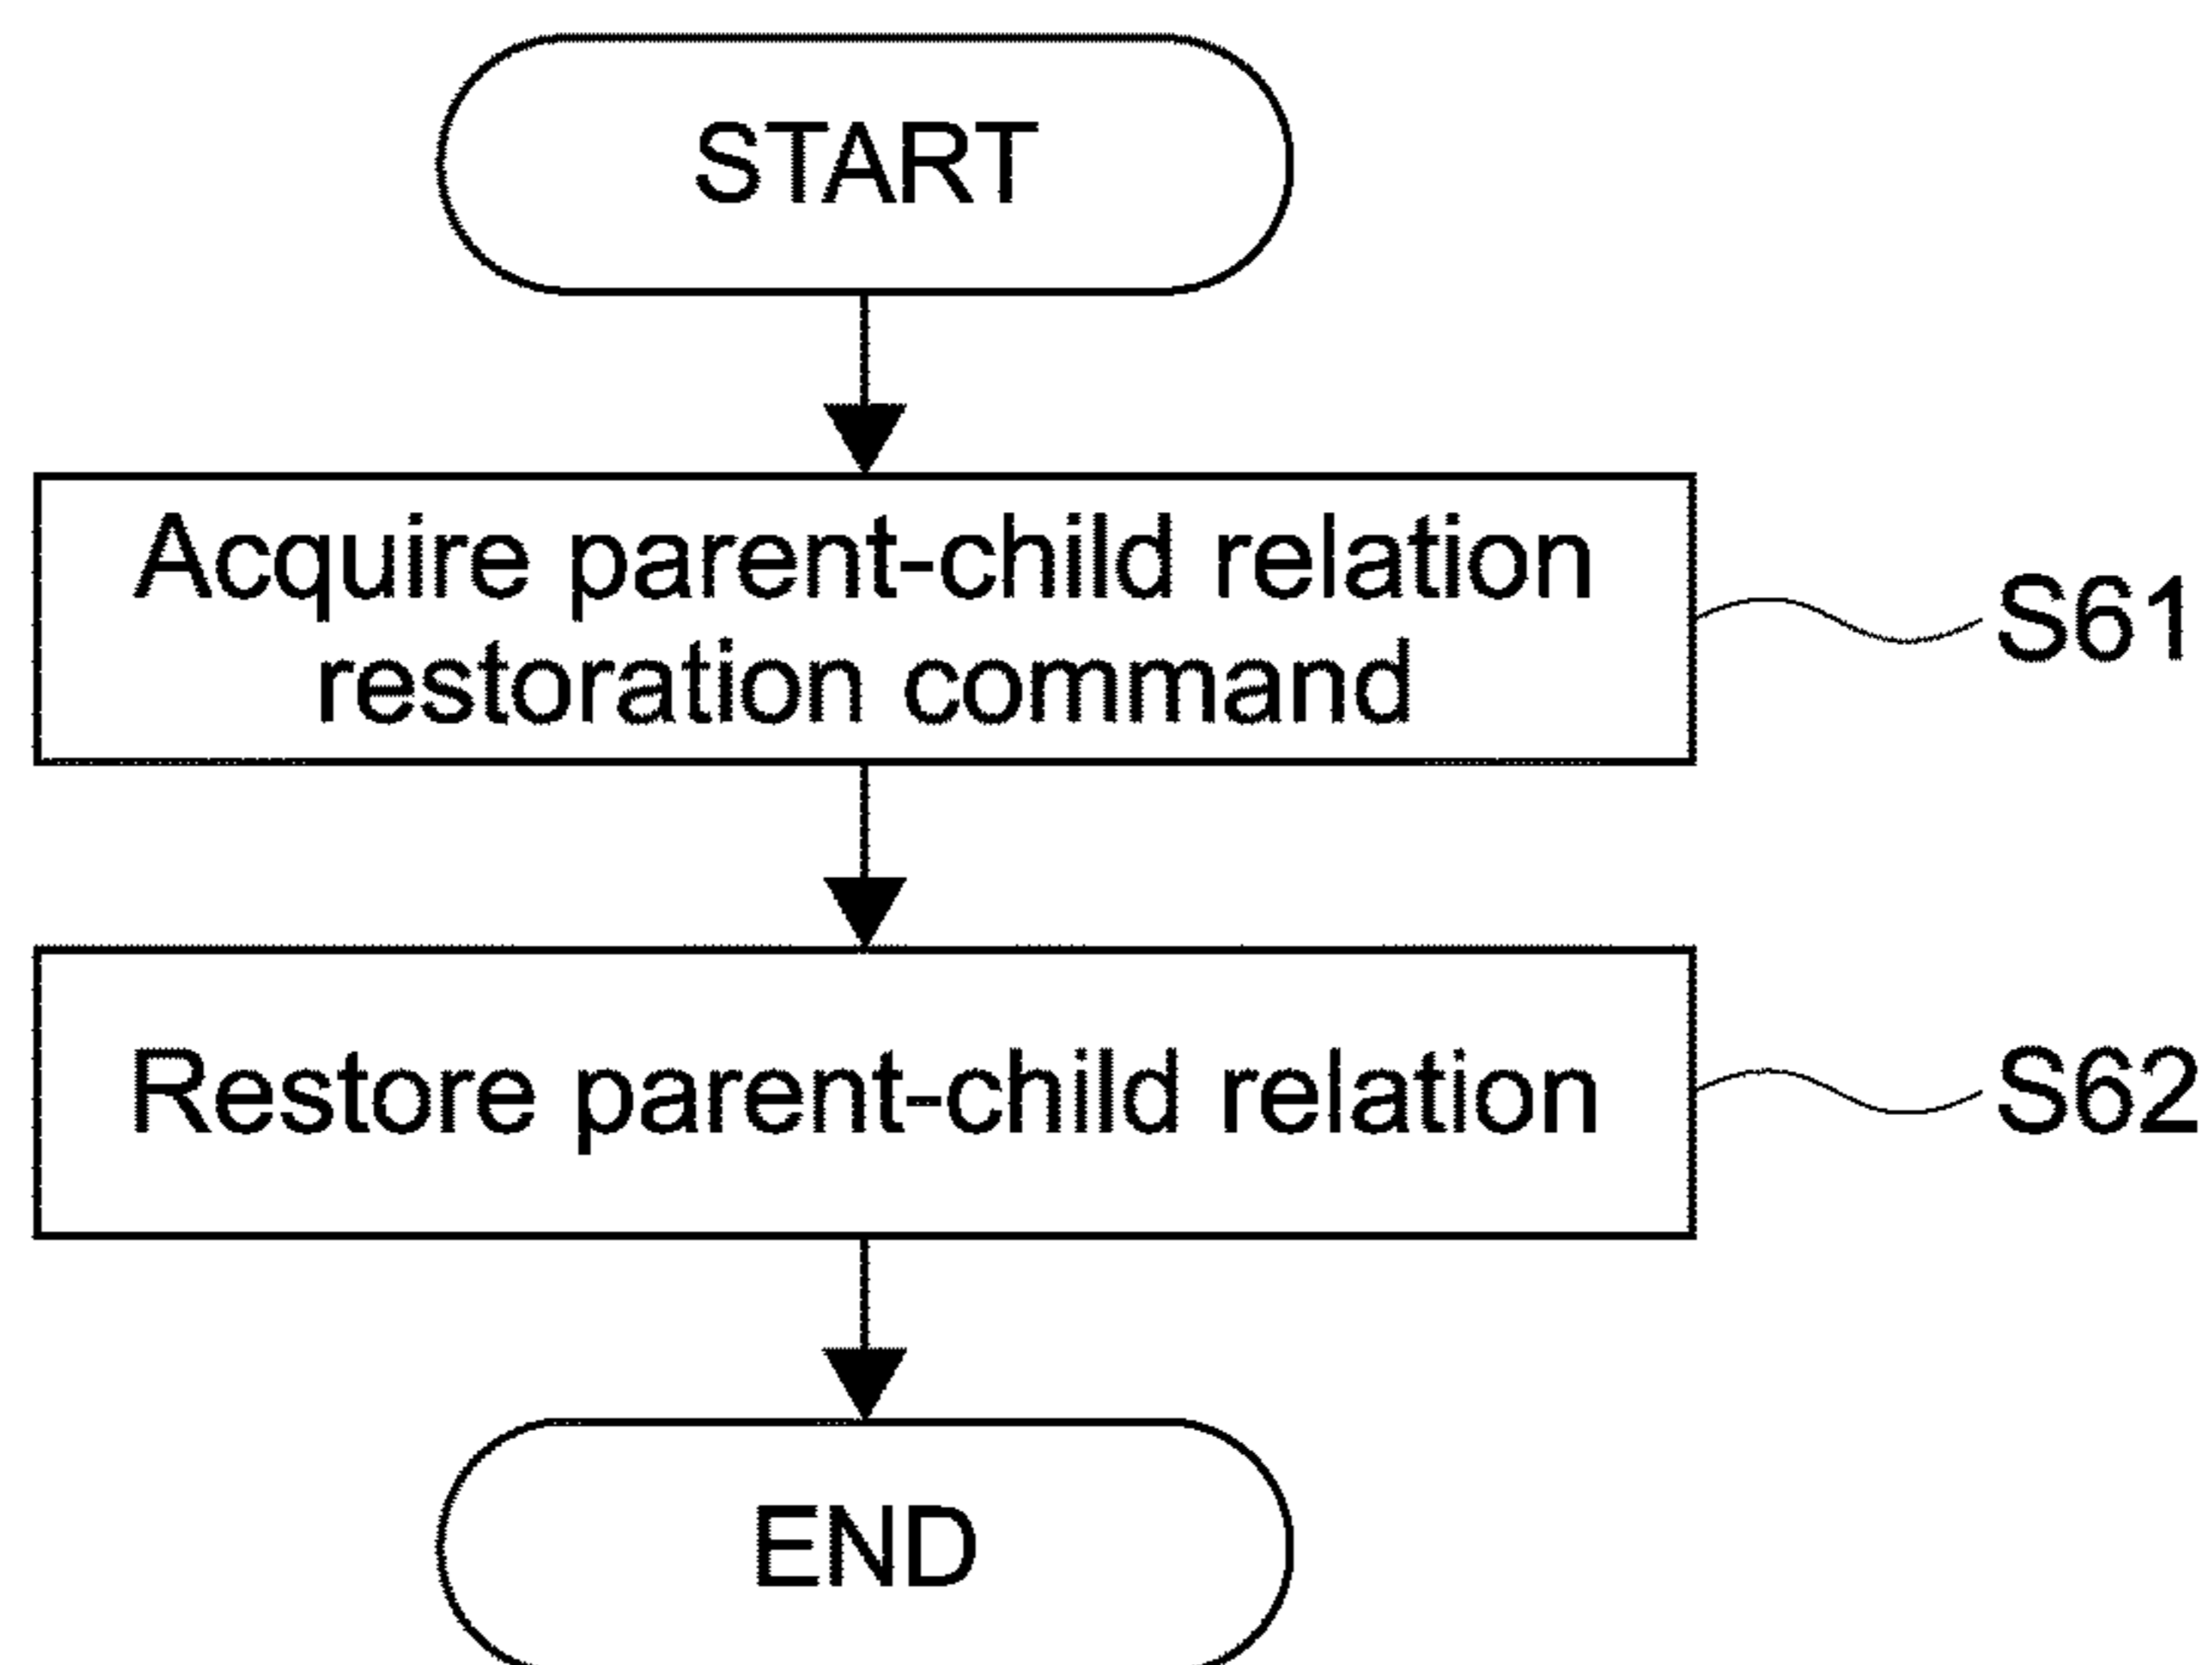 START
Acquire parent-child relation
restoration command
S61
Restore parent-child relation
S62
END